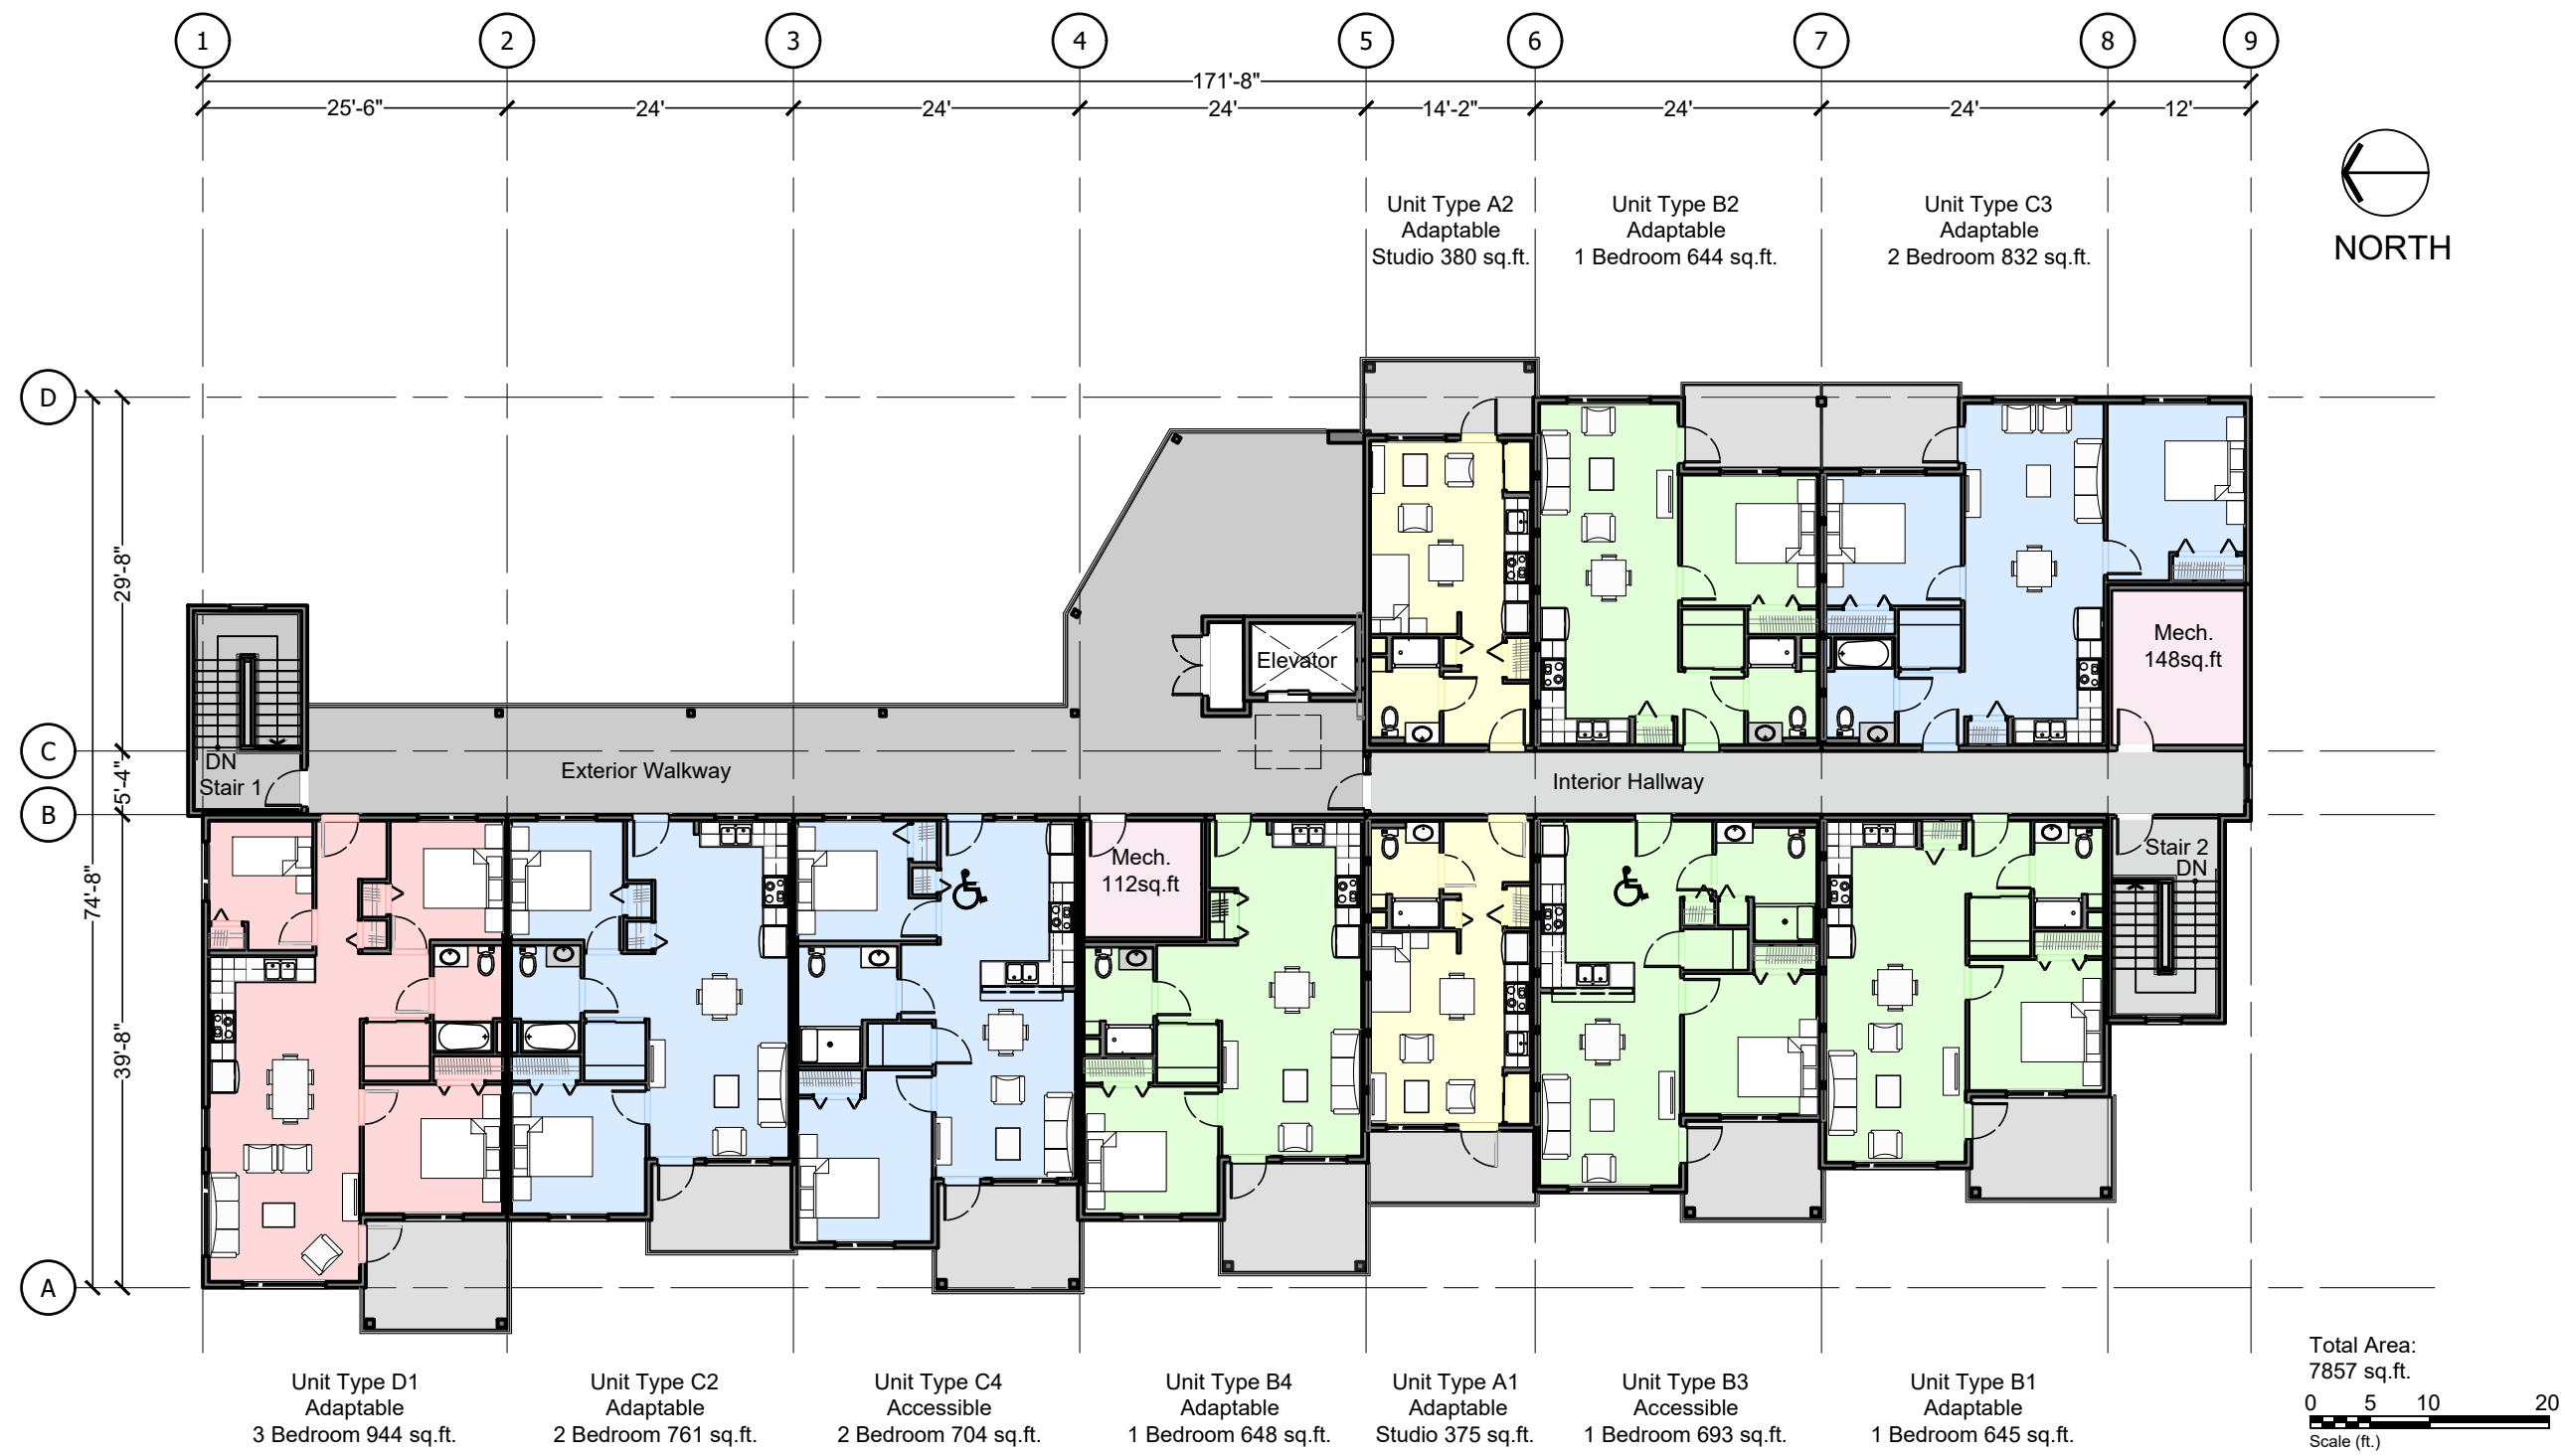 1 2 3 4 5 6 7 8 9
171'-8"
25'-6" 24' 24' 24' 14'-2" 24' 24' 12'
NORTH
Unit Type A2
Adaptable
Studio 380 sq.ft.
Unit Type B2
Adaptable
1 Bedroom 644 sq.ft.
Unit Type C3
Adaptable
2 Bedroom 832 sq.ft.
D
C
B
A
29'-8"
5'-4"
74'-8"
39'-8"
Elevator
Mech.
148sq.ft
DN
Stair 1
Exterior Walkway
Interior Hallway
Mech.
112sq.ft
Stair 2
DN
Unit Type D1
Adaptable
3 Bedroom 944 sq.ft.
Unit Type C2
Adaptable
2 Bedroom 761 sq.ft.
Unit Type C4
Accessible
2 Bedroom 704 sq.ft.
Unit Type B4
Adaptable
1 Bedroom 648 sq.ft.
Unit Type A1
Adaptable
Studio 375 sq.ft.
Unit Type B3
Accessible
1 Bedroom 693 sq.ft.
Unit Type B1
Adaptable
1 Bedroom 645 sq.ft.
Total Area:
7857 sq.ft.
0 5 10 20
Scale (ft.)